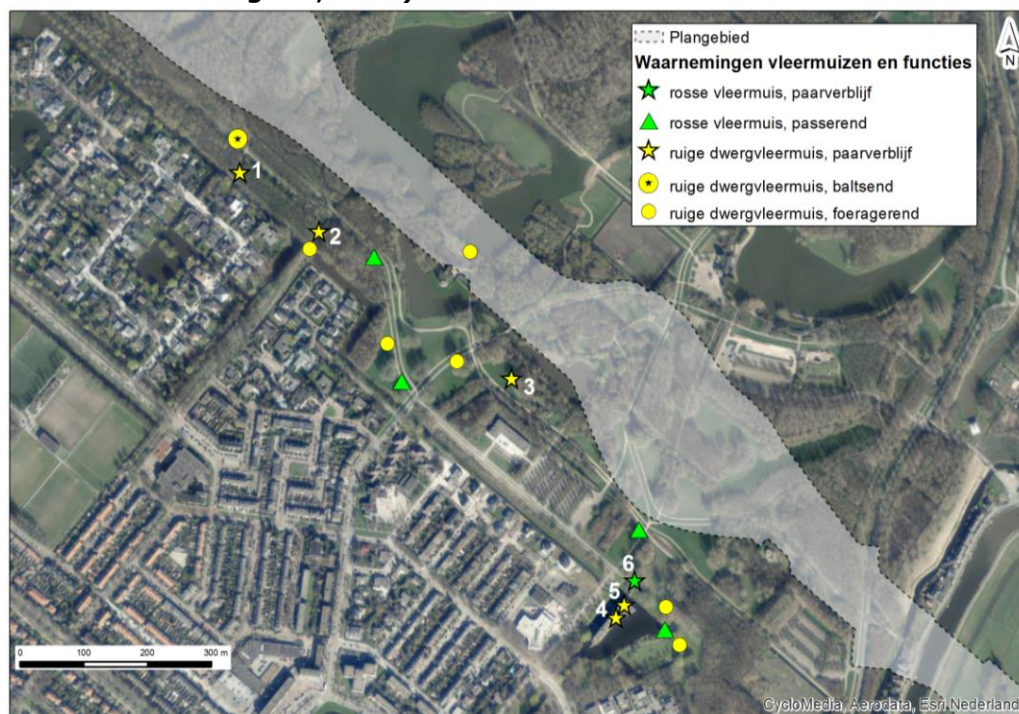 Plangebied
Waarnemingen vleermuizen en functies
rosse vleermuis, paarverblijf
rosse vleermuis, passerend
ruige dwergvleermuis, paarverblijf
ruige dwergvleermuis, baltsend
ruige dwergvleermuis, foeragerend
N
1
2
3
6
5
4
0 100 200 300 m
CycloMedia, Aerodata, Esri Nederland